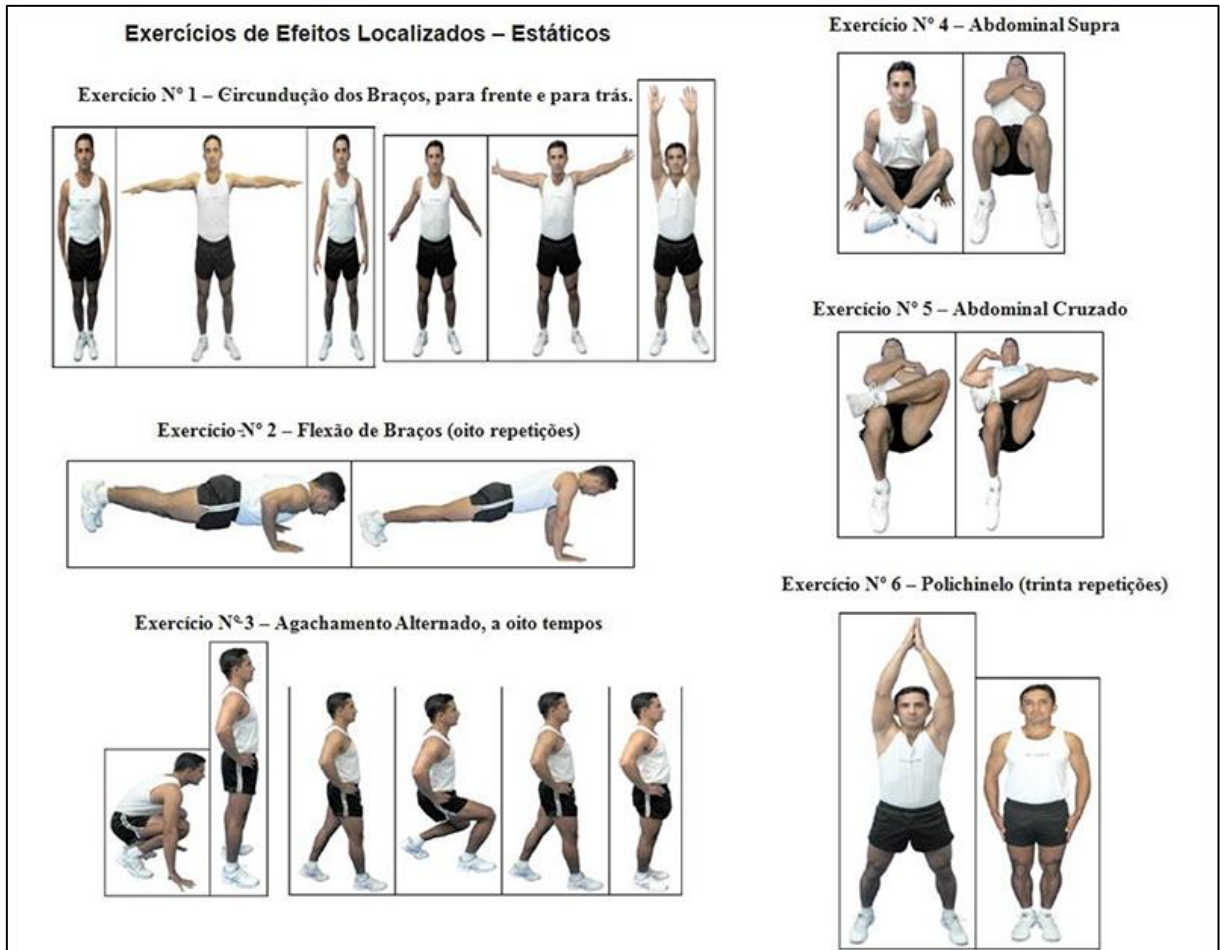 Exercícios de Efeitos Localizados – Estáticos
Exercício Nº 1 – Circundução dos Braços, para frente e para trás.
Exercício Nº 2 – Flexão de Braços (oito repetições)
Exercício Nº 3 – Agachamento Alternado, a oito tempos
Exercício Nº 4 – Abdominal Supra
Exercício Nº 5 – Abdominal Cruzado
Exercício Nº 6 – Polichinelo (trinta repetições)